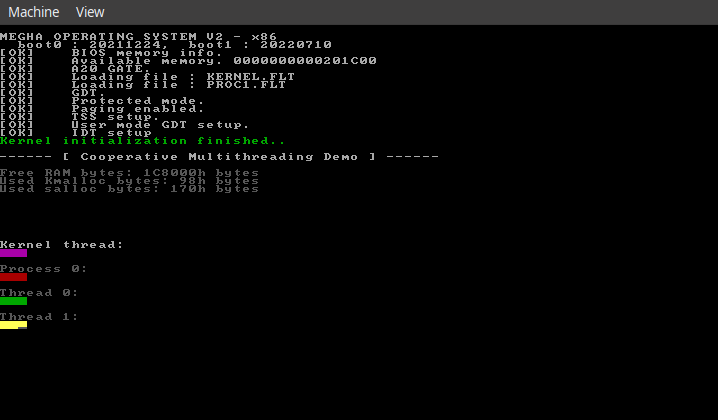 Machine View
MEGHA OPERATING SYSTEM V2 - x86
boot0 : 20211224, boot1 : 20220710
[OK] BIOS memory info.
[OK] Available memory. 0000000000201C00
[OK] A20 GATE.
[OK] Loading file : KERNEL.FLT
[OK] Loading file : PROC1.FLT
[OK] GDT.
[OK] Protected mode.
[OK] Paging enabled.
[OK] TSS setup.
[OK] User mode GDT setup.
[OK] IDT setup
Kernel initialization finished..
------ [ Cooperative Multithreading Demo ] ------
Free RAM bytes: 1C8000h bytes
Used Kmalloc bytes: 98h bytes
Used salloc bytes: 170h bytes
Kernel thread:
Process 0:
Thread 0:
Thread 1: